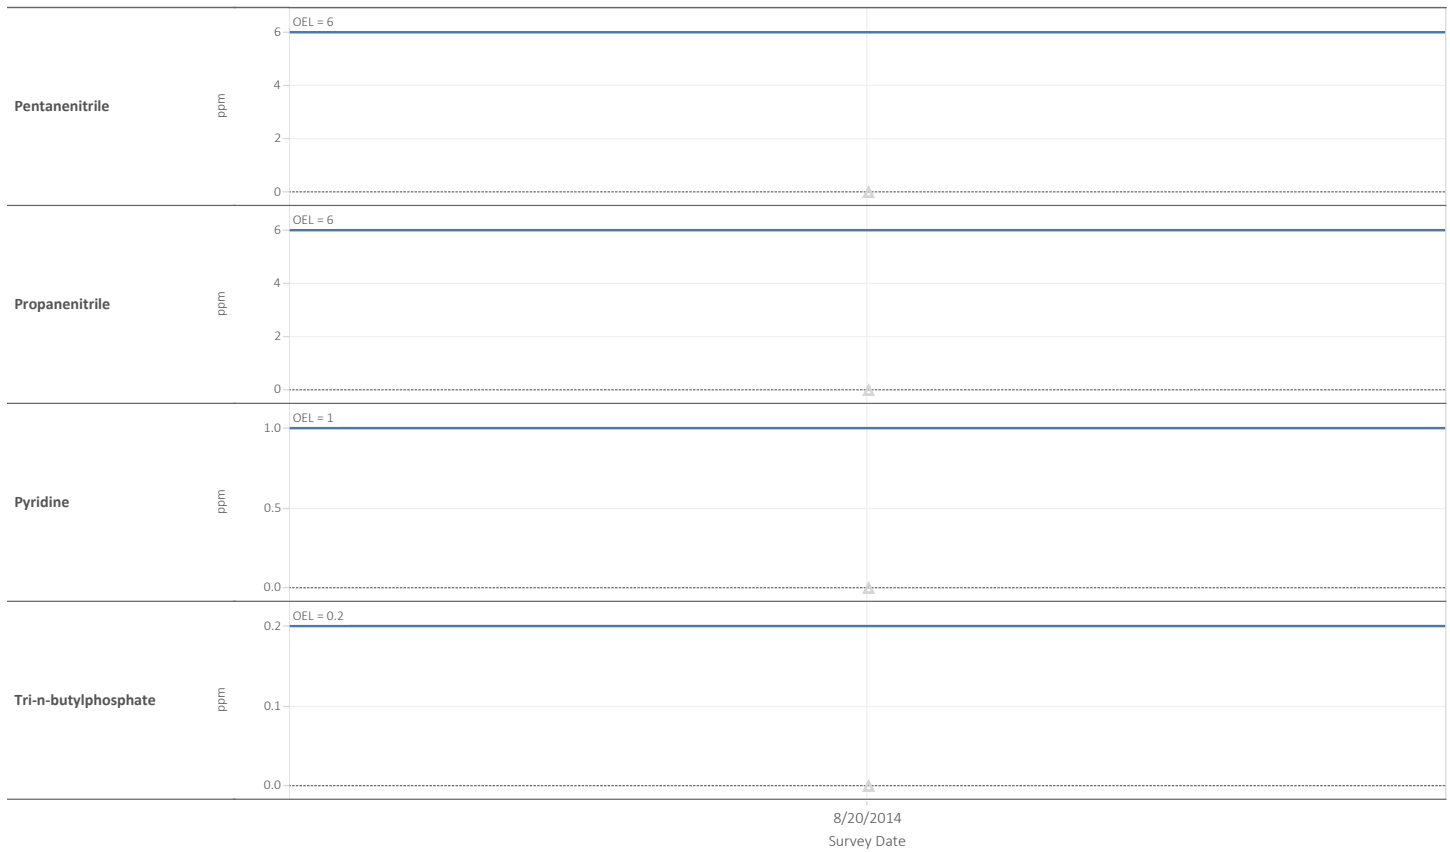 OEL = 6
6
4
Pentanenitrile
ppm
2
0
OEL = 6
6
4
Propanenitrile
ppm
2
0
OEL = 1
1.0
Pyridine
ppm
0.5
0.0
OEL = 0.2
0.2
Tri-n-butylphosphate
ppm
0.1
0.0
8/20/2014
Survey Date